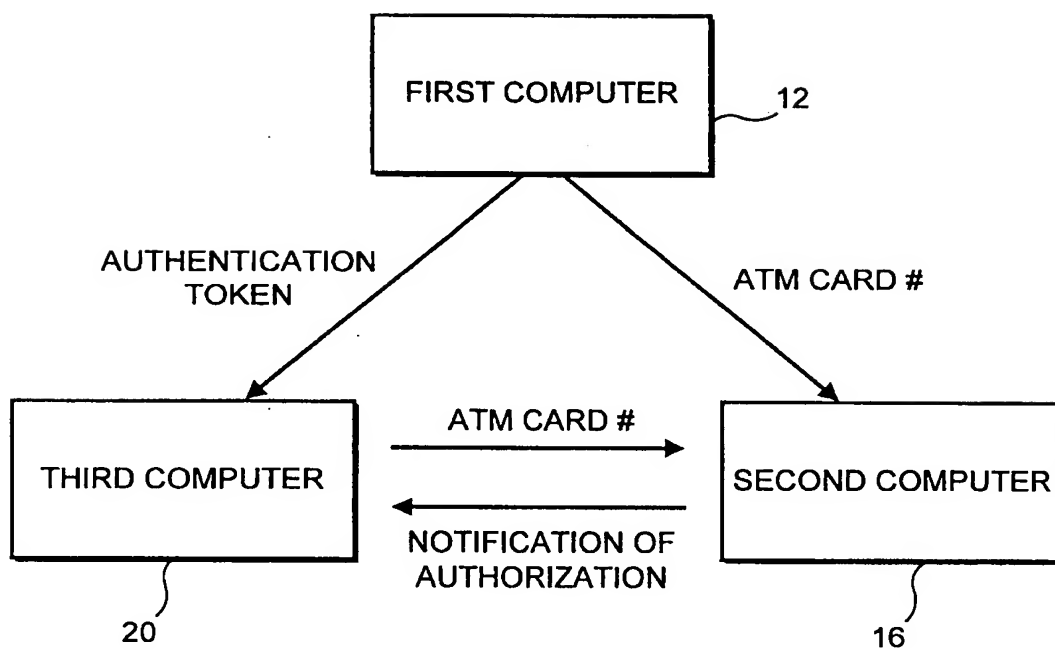 FIRST COMPUTER
12
AUTHENTICATION
TOKEN
ATM CARD #
THIRD COMPUTER
ATM CARD #
SECOND COMPUTER
NOTIFICATION OF
AUTHORIZATION
20
16